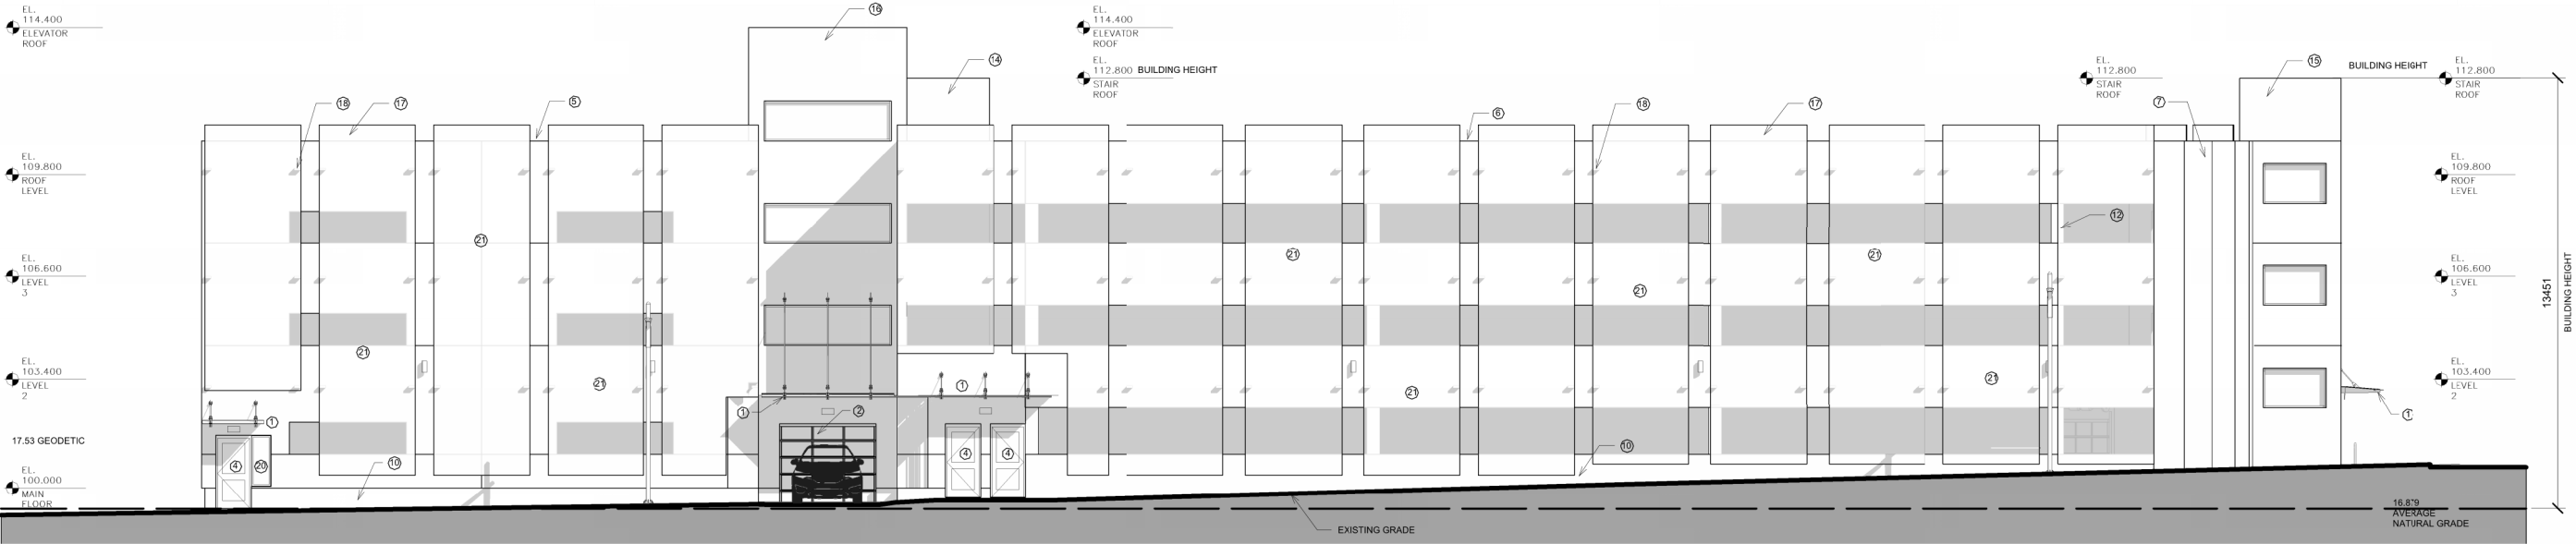 EL.
114.400
ELEVATOR
ROOF
EL.
109.800
ROOF
LEVEL
EL.
106.600
LEVEL
3
EL.
103.400
LEVEL
2
17.53 GEODETIC
EL.
100.000
MAIN
FLOOR
18
17
5
16
14
21
21
21
1
4
20
10
1
2
1
4
4
EL.
114.400
ELEVATOR
ROOF
EL.
112.800 BUILDING HEIGHT
STAIR
ROOF
6
18
17
21
21
21
21
21
10
12
7
15
EXISTING GRADE
EL.
112.800
STAIR
ROOF
BUILDING HEIGHT
EL.
112.800
STAIR
ROOF
EL.
109.800
ROOF
LEVEL
EL.
106.600
LEVEL
3
EL.
103.400
LEVEL
2
1
13451
BUILDING HEIGHT
16.879
AVERAGE
NATURAL GRADE